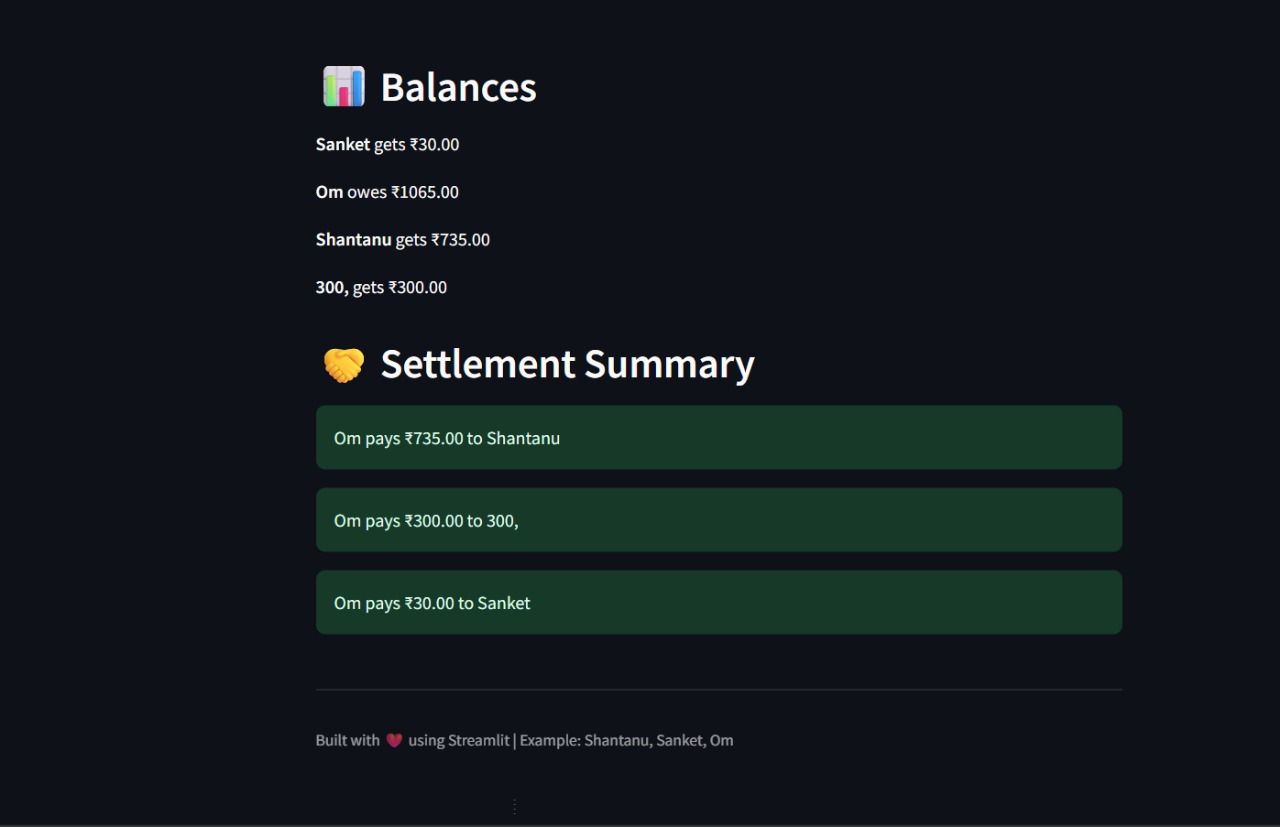 📊 Balances
Sanket gets ₹30.00
Om owes ₹1065.00
Shantanu gets ₹735.00
300, gets ₹300.00
🤝 Settlement Summary
Om pays ₹735.00 to Shantanu
Om pays ₹300.00 to 300,
Om pays ₹30.00 to Sanket
Built with ❤️ using Streamlit | Example: Shantanu, Sanket, Om